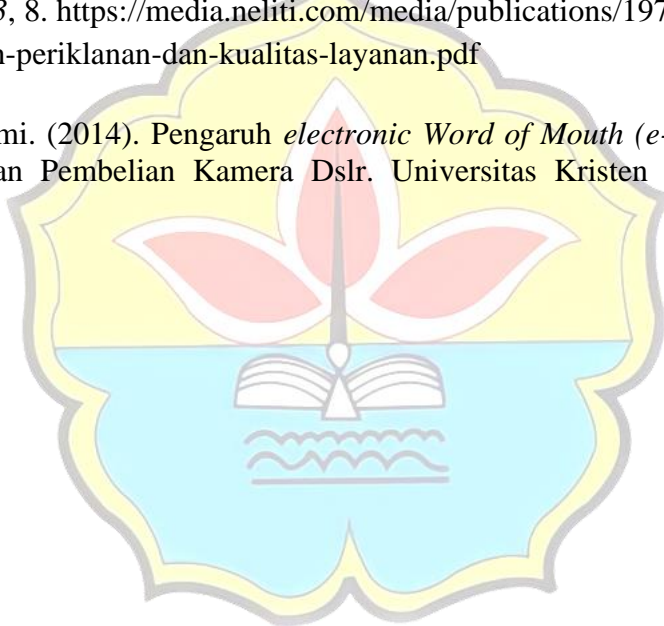 3, 8. https://media.neliti.com/media/publications/197
-periklanan-dan-kualitas-layanan.pdf
mi. (2014). Pengaruh electronic Word of Mouth (e-
an Pembelian Kamera Dslr. Universitas Kristen